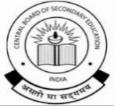 CENTRAL BOARD OF SECONDARY EDUCATION
INDIA
असतो मा सद्गमय